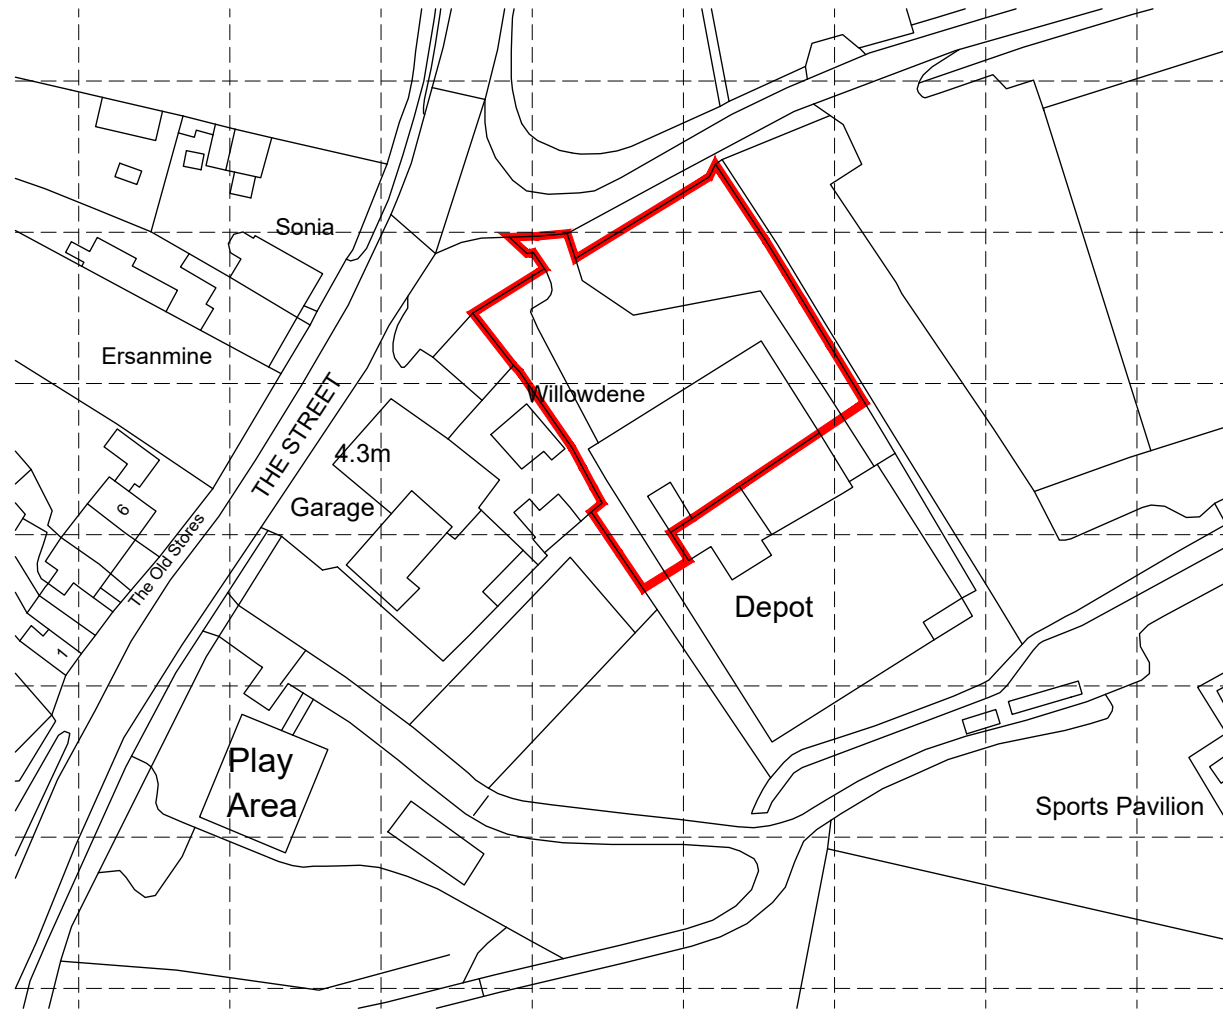 Sonia
Ersanmine
Willowdene
THE STREET
4.3m
Garage
6
The Old Stores
1
Depot
Play
Area
Sports Pavilion